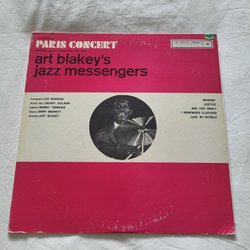 PARIS CONCERT
art blakey's
jazz messengers
trumpet: LEE MORGAN
tenor sax: BENNY GOLSON
piano: BOBBY TIMMONS
bass: JYMIE MERRITT
drums: ART BLAKEY
MOANIN'
JUSTICE
ARE YOU REAL?
I REMEMBER CLIFFORD
JUST BY MYSELF